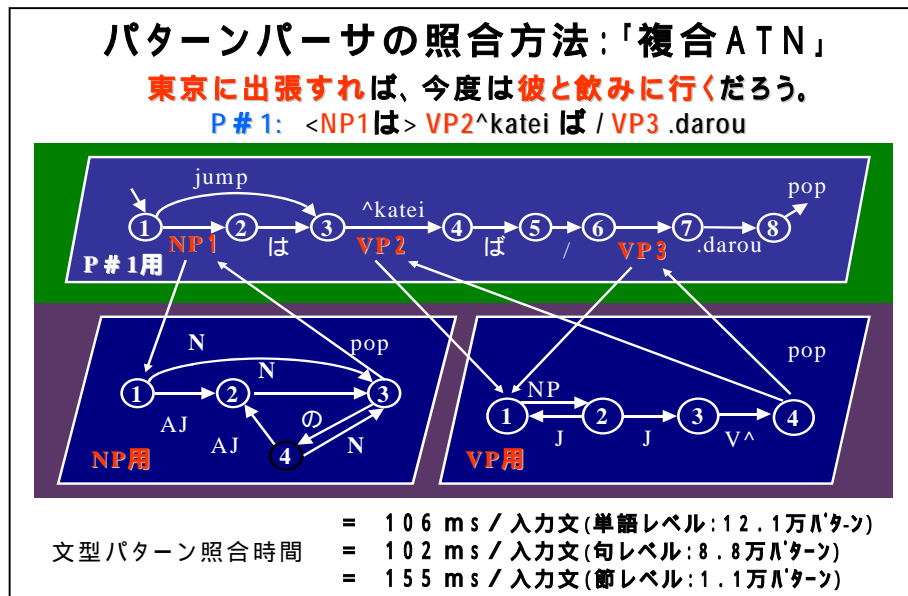 パターンパーサの照合方法:「複合ATN」
東京に出張すれば、今度は彼と飲みに行くだろう。
P#1: <NP1は> VP2^katei ば / VP3 .darou
jump
^katei
pop
1 2 3 4 5 6 7 8
NP1 は VP2 ば / VP3 .darou
P#1用
N
pop
pop
N
NP
1 2 3
1 2 3 4
AJ
の
J J V^
AJ
N
4
NP用
VP用
文型パターン照合時間
= 106 ms/入力文(単語レベル:12.1万パターン)
= 102 ms/入力文(句レベル:8.8万パターン)
= 155 ms/入力文(節レベル:1.1万パターン)